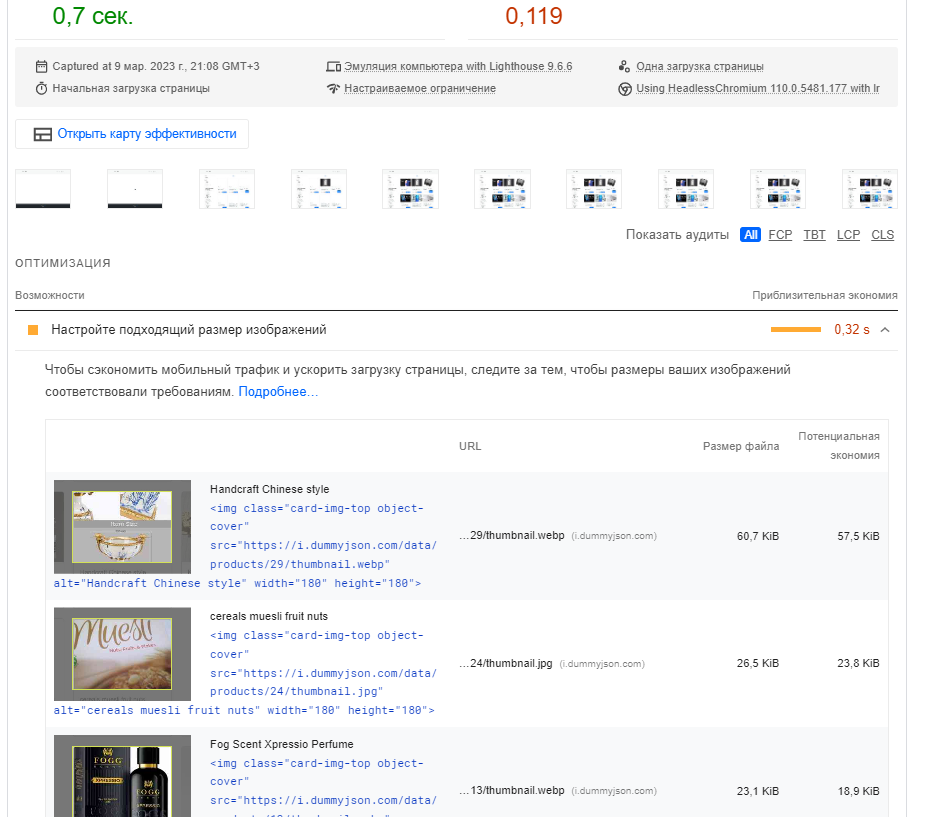 0,7 сек.
0,119
Captured at 9 мар. 2023 г., 21:08 GMT+3
Эмуляция компьютера with Lighthouse 9.6.6
Одна загрузка страницы
Начальная загрузка страницы
Настраиваемое ограничение
Using HeadlessChromium 110.0.5481.177 with lr
Открыть карту эффективности
Показать аудиты All FCP TBT LCP CLS
ОПТИМИЗАЦИЯ
Возможности
Приблизительная экономия
Настройте подходящий размер изображений
0,32 s
Чтобы сэкономить мобильный трафик и ускорить загрузку страницы, следите за тем, чтобы размеры ваших изображений
соответствовали требованиям. Подробнее…
URL
Размер файла
Потенциальная
экономия
Handcraft Chinese style
<img class="card-img-top object-
cover"
src="https://i.dummyjson.com/data/
products/29/thumbnail.webp"
alt="Handcraft Chinese style" width="180" height="180">
…29/thumbnail.webp (i.dummyjson.com)
60,7 KiB
57,5 KiB
Muesli
cereals muesli fruit nuts
<img class="card-img-top object-
cover"
src="https://i.dummyjson.com/data/
products/24/thumbnail.jpg"
alt="cereals muesli fruit nuts" width="180" height="180">
…24/thumbnail.jpg (i.dummyjson.com)
26,5 KiB
23,8 KiB
FOGG
FOGG
Fog Scent Xpressio Perfume
<img class="card-img-top object-
cover"
src="https://i.dummyjson.com/data/
…13/thumbnail.webp (i.dummyjson.com)
23,1 KiB
18,9 KiB